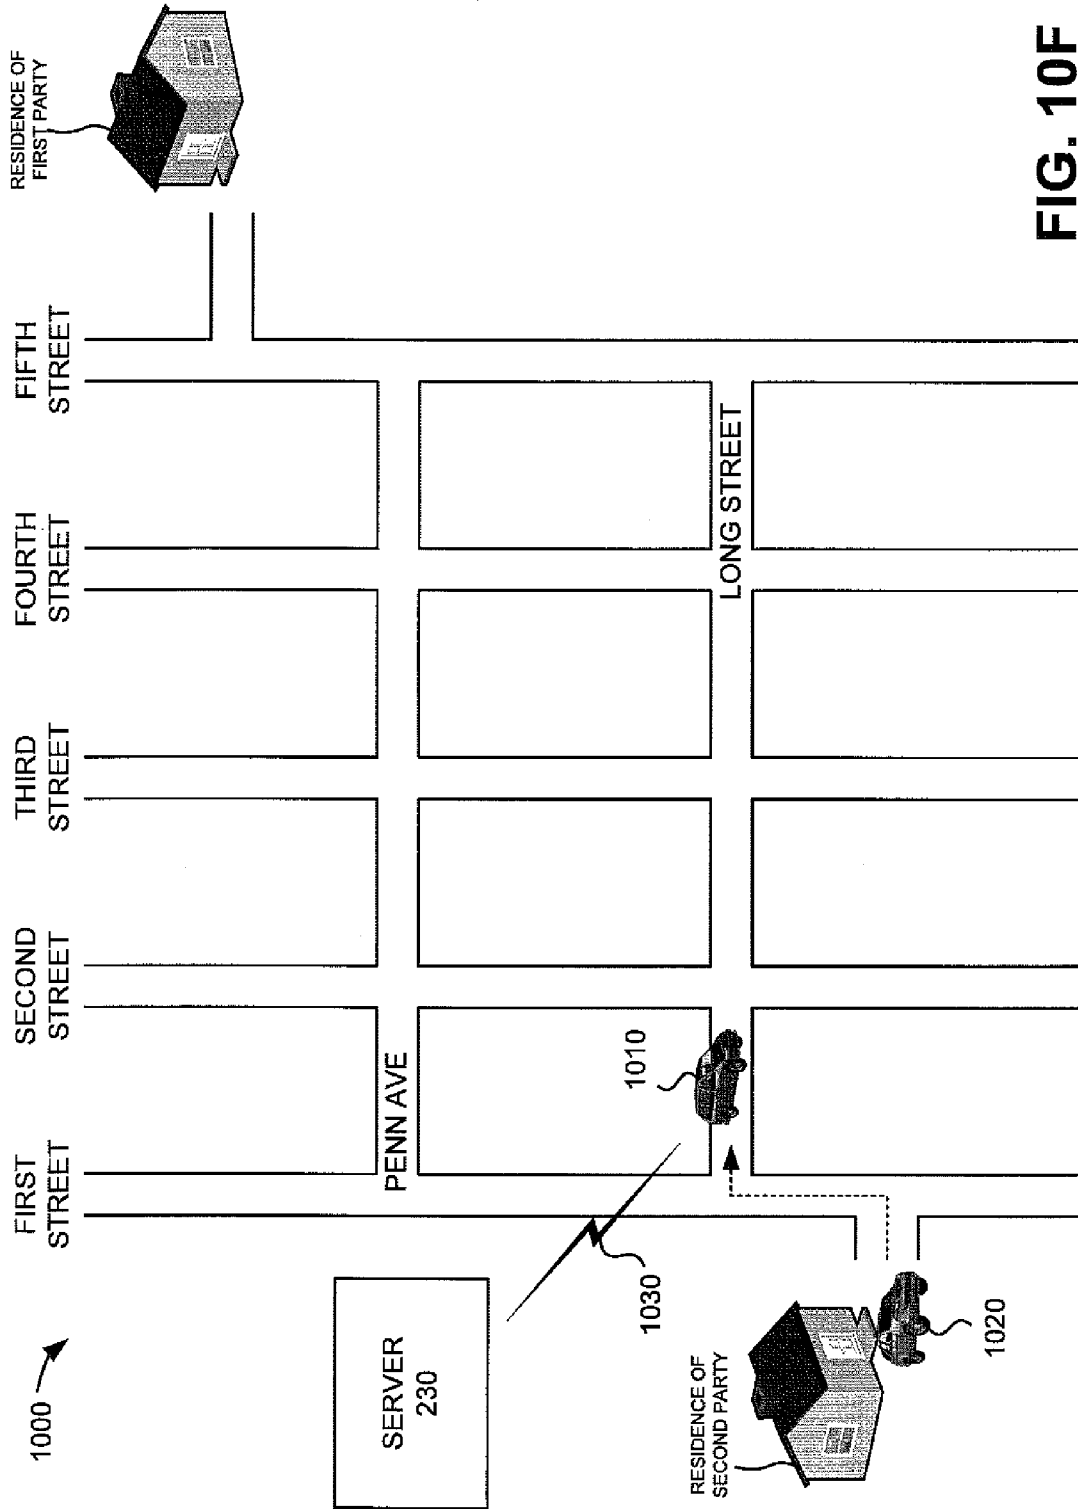 1000
FIRST
STREET
SECOND
STREET
THIRD
STREET
FOURTH
STREET
FIFTH
STREET
RESIDENCE OF
FIRST PARTY
SERVER
230
PENN AVE
1030
1010
LONG STREET
RESIDENCE OF
SECOND PARTY
1020
FIG. 10F